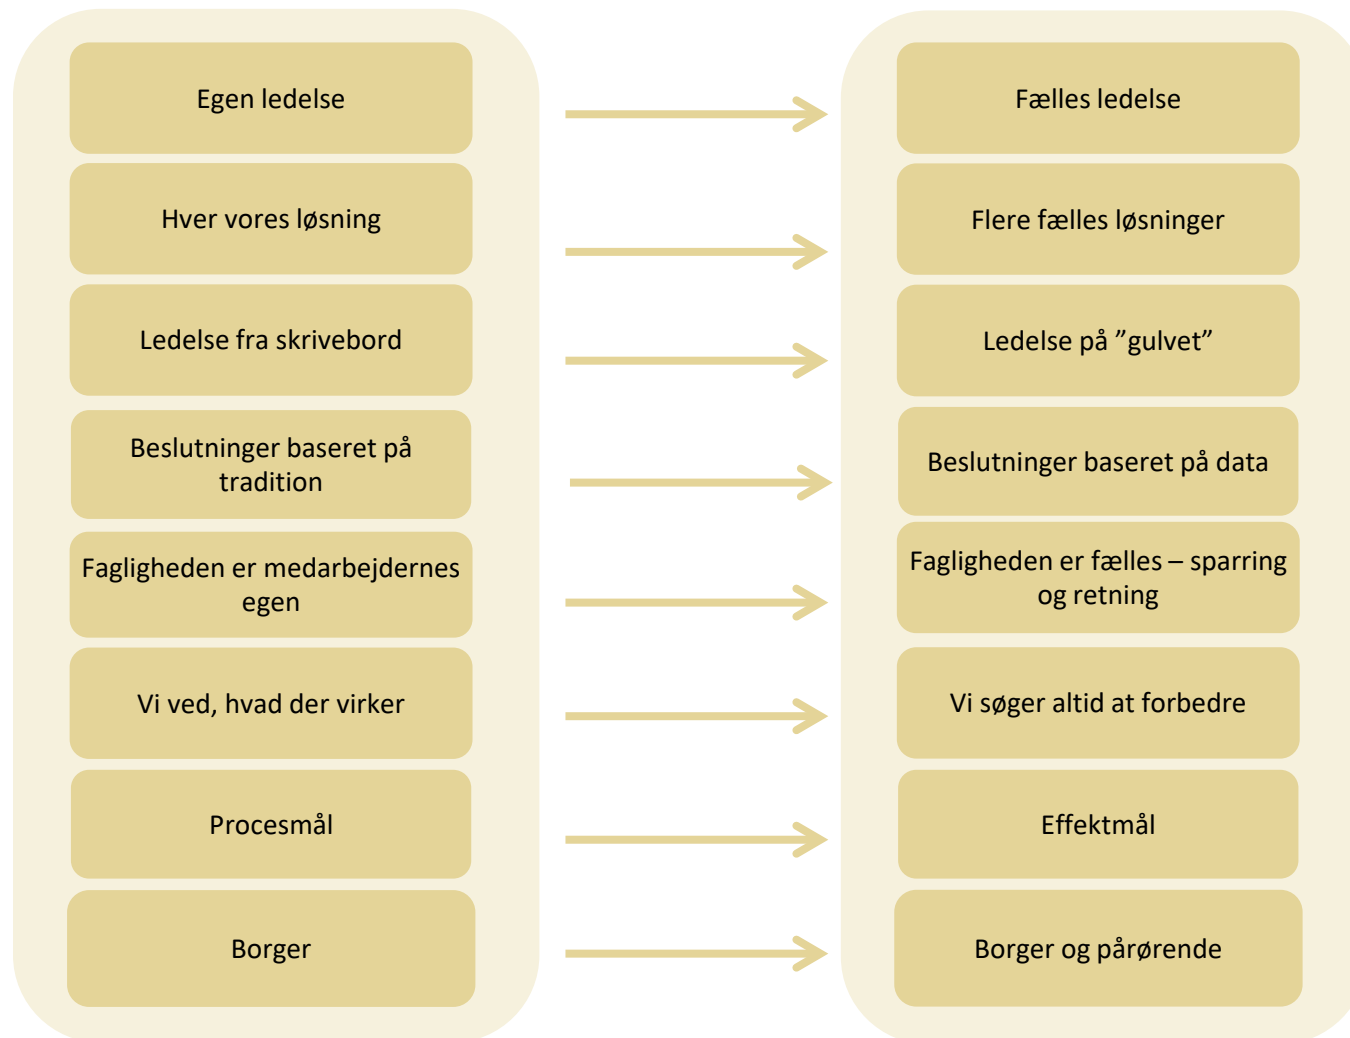 Egen ledelse
Fælles ledelse
Hver vores løsning
Flere fælles løsninger
Ledelse fra skrivebord
Ledelse på ”gulvet”
Beslutninger baseret på
tradition
Beslutninger baseret på data
Fagligheden er medarbejdernes
egen
Fagligheden er fælles – sparring
og retning
Vi ved, hvad der virker
Vi søger altid at forbedre
Procesmål
Effektmål
Borger
Borger og pårørende